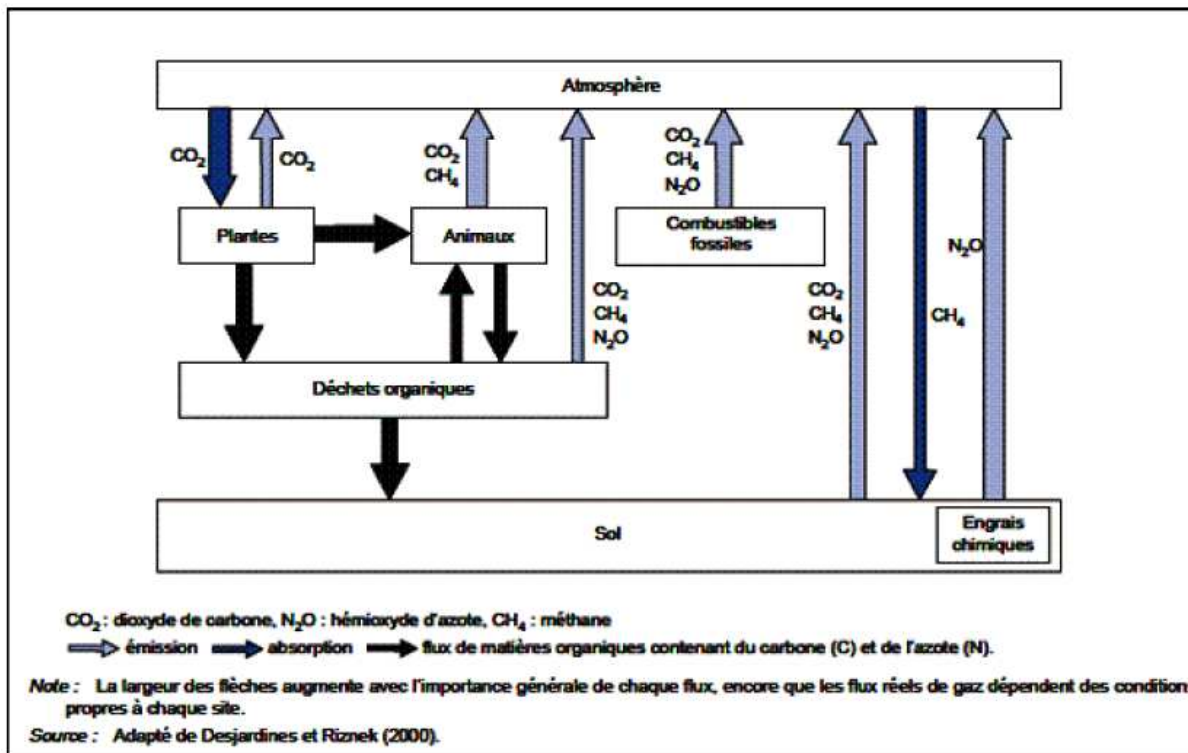 Atmosphère
CO₂
CO₂
CO₂
CH₄
CO₂
CH₄
N₂O
Plantes
Animaux
Combustibles
fossiles
N₂O
CO₂
CH₄
N₂O
CO₂
CH₄
N₂O
CH₄
Déchets organiques
Sol
Engrais
chimiques
CO₂ : dioxyde de carbone, N₂O : hémioxyde d'azote, CH₄ : méthane
émission absorption flux de matières organiques contenant du carbone (C) et de l'azote (N).
Note : La largeur des flèches augmente avec l'importance générale de chaque flux, encore que les flux réels de gaz dépendent des condition
propres à chaque site.
Source : Adapté de Desjardines et Riznek (2000).